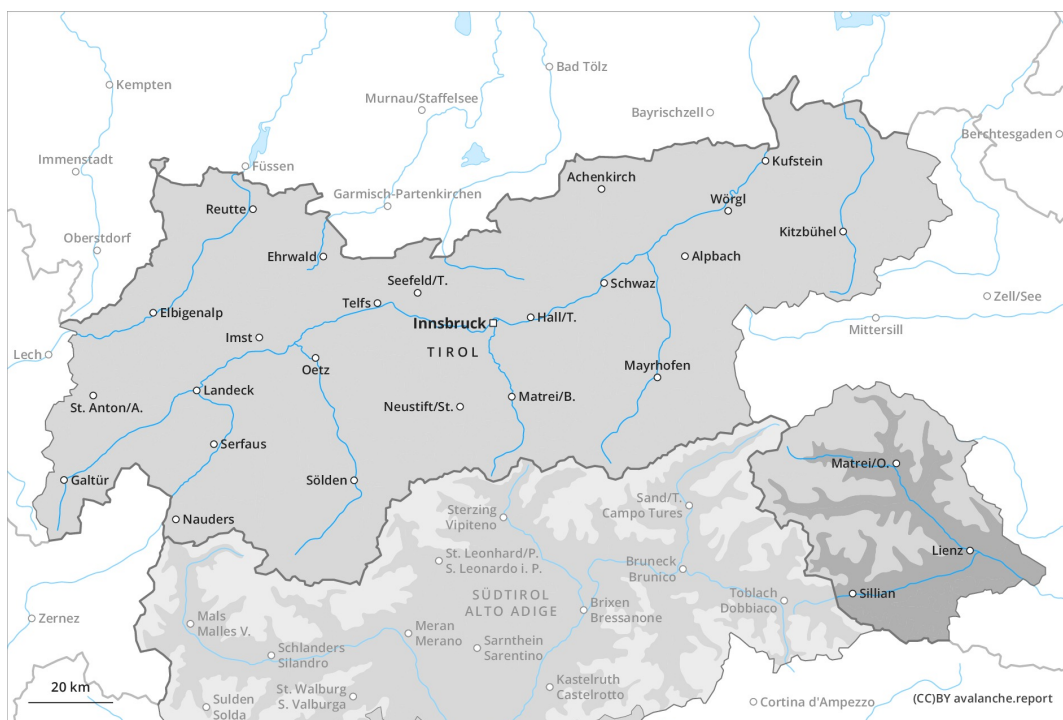 Kempten
Bad Tölz
Murnau/Staffelsee
Bayrischzell
Berchtesgaden
Immenstadt
Füssen
Kufstein
Achenkirch
Garmisch-Partenkirchen
Reutte
Wörgl
Oberstdorf
Kitzbühel
Ehrwald
Alpbach
Seefeld/T.
Schwaz
Zell/See
Telfs
Elbigenalp
Innsbruck
Hall/T.
Mittersill
Imst
TIROL
Lech
Oetz
Mayrhofen
Landeck
Matrei/B.
St. Anton/A.
Neustift/St.
Serfaus
Matrei/O.
Galtür
Sölden
Sand/T.
Campo Tures
Sterzing
Vipiteno
Nauders
Lienz
St. Leonhard/P.
S. Leonardo i. P.
Bruneck
Brunico
SÜDTIROL
ALTO ADIGE
Toblach
Dobbiaco
Sillian
Brixen
Bressanone
Zernez
Mals
Malles V.
Meran
Merano
Sarnthein
Sarentino
Schlanders
Silandro
20 km
St. Walburg
S. Valburga
Kastelruth
Castelrotto
Sulden
Solda
Cortina d'Ampezzo
(CC)BY avalanche.report